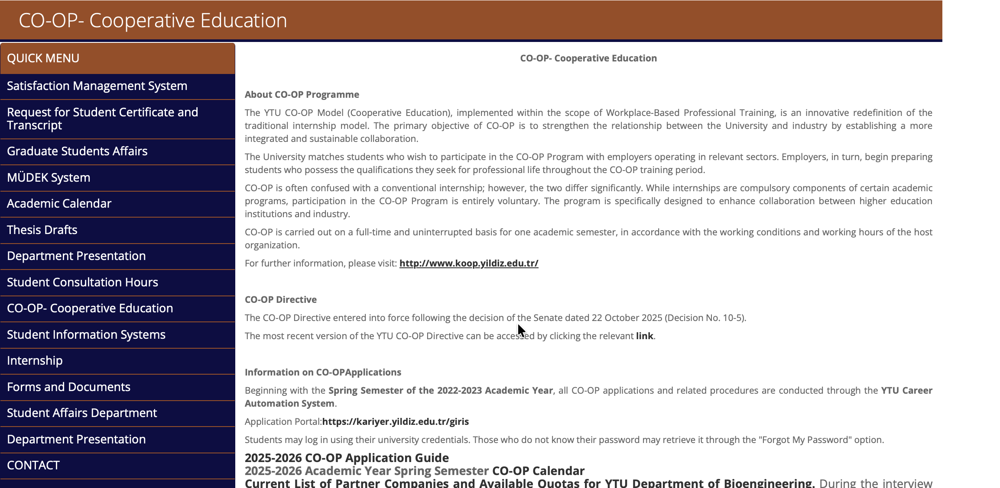 CO-OP- Cooperative Education
QUICK MENU
Satisfaction Management System
Request for Student Certificate and
Transcript
Graduate Students Affairs
MÜDEK System
Academic Calendar
Thesis Drafts
Department Presentation
Student Consultation Hours
CO-OP- Cooperative Education
Student Information Systems
Internship
Forms and Documents
Student Affairs Department
Department Presentation
CONTACT
CO-OP- Cooperative Education
About CO-OP Programme
The YTU CO-OP Model (Cooperative Education), implemented within the scope of Workplace-Based Professional Training, is an innovative redefinition of the
traditional internship model. The primary objective of CO-OP is to strengthen the relationship between the University and industry by establishing a more
integrated and sustainable collaboration.
The University matches students who wish to participate in the CO-OP Program with employers operating in relevant sectors. Employers, in turn, begin preparing
students who possess the qualifications they seek for professional life throughout the CO-OP training period.
CO-OP is often confused with a conventional internship; however, the two differ significantly. While internships are compulsory components of certain academic
programs, participation in the CO-OP Program is entirely voluntary. The program is specifically designed to enhance collaboration between higher education
institutions and industry.
CO-OP is carried out on a full-time and uninterrupted basis for one academic semester, in accordance with the working conditions and working hours of the host
organization.
For further information, please visit: http://www.koop.yildiz.edu.tr/
CO-OP Directive
The CO-OP Directive entered into force following the decision of the Senate dated 22 October 2025 (Decision No. 10-5).
The most recent version of the YTU CO-OP Directive can be accessed by clicking the relevant link.
Information on CO-OPApplications
Beginning with the Spring Semester of the 2022-2023 Academic Year, all CO-OP applications and related procedures are conducted through the YTU Career
Automation System.
Application Portal:https://kariyer.yildiz.edu.tr/giris
Students may log in using their university credentials. Those who do not know their password may retrieve it through the "Forgot My Password" option.
2025-2026 CO-OP Application Guide
2025-2026 Academic Year Spring Semester CO-OP Calendar
Current List of Partner Companies and Available Quotas for YTU Department of Bioengineering. During the interview